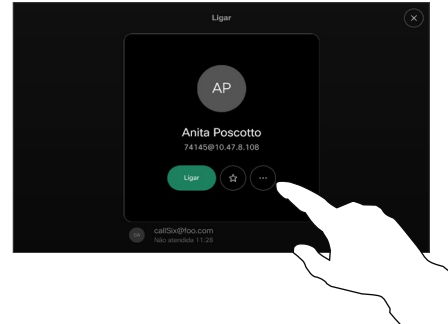 Ligar
AP
Anita Poscotto
74145@10.47.8.108
Ligar
callSix@foo.com
Não atendida 11:28